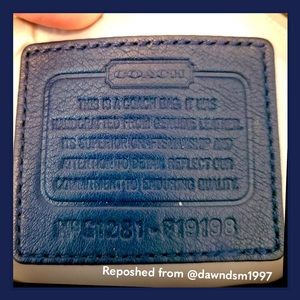 COACH
THIS IS A COACH BAG. IT WAS
HANDCRAFTED FROM GENUINE LEATHER.
ITS SUPERIOR CRAFTSMANSHIP AND
ATTENTION TO DETAIL REFLECT OUR
COMMITMENT TO ENDURING QUALITY.
Nº G1281-F19198
Reposhed from @dawndsm1997